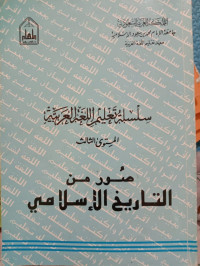 المملكة العربية السعودية
جامعة الإمام محمد بن سعود الإسلامية
معهد تعليم اللغة العربية
سلسلة تعليم اللغة العربية
المستوى الثالث
صور من
التاريخ الإسلامي